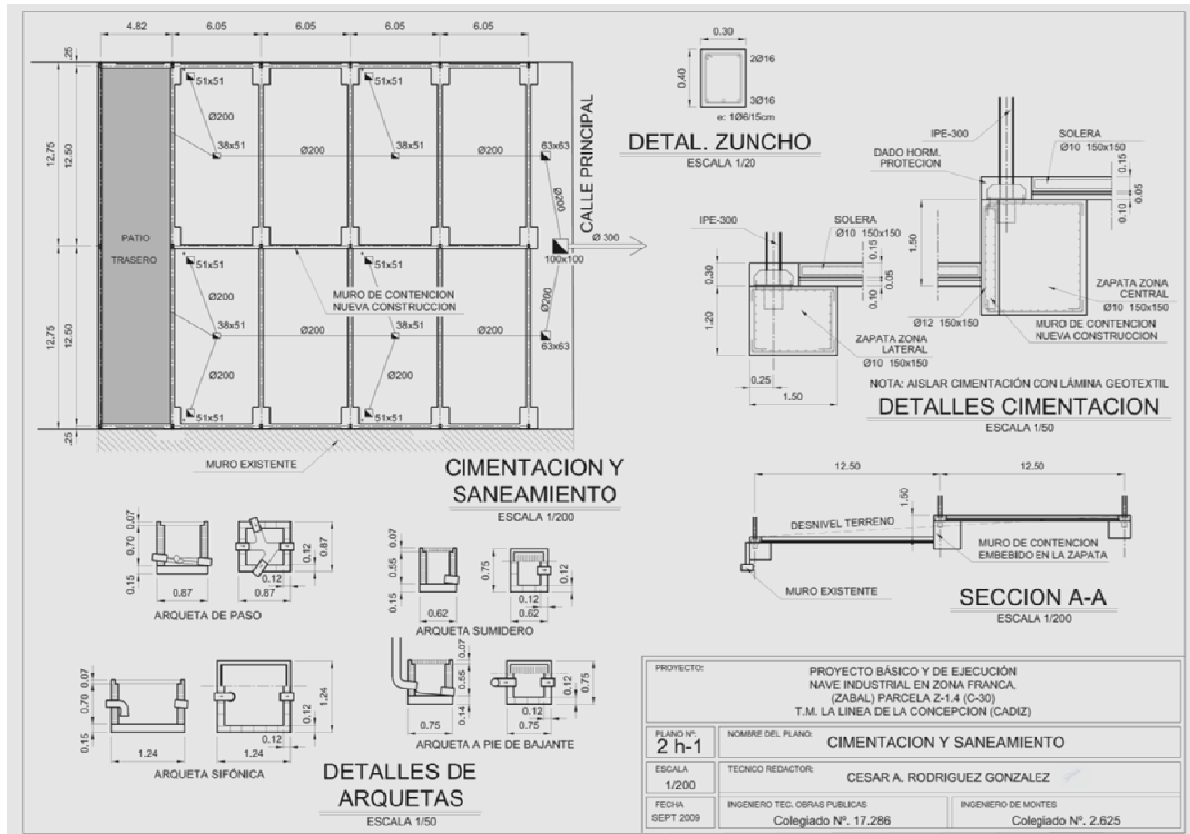 4.82 6.05 6.05 6.05 6.05
.25
12.75 12.50
12.75 12.50
.25
51x51 51x51
Ø200
38x51 Ø200 38x51 Ø200 63x63
Ø200
CALLE PRINCIPAL
PATIO
TRASERO
Ø 300
100x100
51x51 51x51
MURO DE CONTENCION
NUEVA CONSTRUCCION
Ø200
Ø200
38x51 Ø200 38x51 Ø200 63x63
Ø200 Ø200
51x51 51x51
MURO EXISTENTE
CIMENTACION Y
SANEAMIENTO
ESCALA 1/200
0.30
0.40
2Ø16
3Ø16
e: 1Ø6/15cm
DETAL. ZUNCHO
ESCALA 1/20
IPE-300
SOLERA
Ø10 150x150
0.15
0.05
0.10
0.30
1.20
ZAPATA ZONA
LATERAL
Ø10 150x150
0.25
1.50
IPE-300
SOLERA
Ø10 150x150
DADO HORM.
PROTECION
0.15
0.05
0.10
1.50
ZAPATA ZONA
CENTRAL
Ø10 150x150
Ø12 150x150
MURO DE CONTENCION
NUEVA CONSTRUCCION
NOTA: AISLAR CIMENTACIÓN CON LÁMINA GEOTEXTIL
DETALLES CIMENTACION
ESCALA 1/50
12.50 12.50
1.50
DESNIVEL TERRENO
MURO DE CONTENCION
EMBEBIDO EN LA ZAPATA
MURO EXISTENTE
SECCION A-A
ESCALA 1/200
0.07
0.70
0.15
0.87
0.87
0.12
0.12
0.87
ARQUETA DE PASO
0.07
0.55
0.15
0.62
0.75
0.12
0.12
0.62
ARQUETA SUMIDERO
0.07
0.70
0.15
1.24
1.24
0.12
0.12
1.24
ARQUETA SIFÓNICA
0.07
0.55
0.14
0.75
0.75
0.12
0.12
0.75
ARQUETA A PIE DE BAJANTE
DETALLES DE
ARQUETAS
ESCALA 1/50
PROYECTO:
PROYECTO BÁSICO Y DE EJECUCIÓN
NAVE INDUSTRIAL EN ZONA FRANCA.
(ZABAL) PARCELA Z-1.4 (C-30)
T.M. LA LINEA DE LA CONCEPCION (CADIZ)
PLANO Nº:
2 h-1
NOMBRE DEL PLANO:
CIMENTACION Y SANEAMIENTO
ESCALA
1/200
TECNICO REDACTOR:
CESAR A. RODRIGUEZ GONZALEZ
FECHA
SEPT 2009
INGENIERO TEC. OBRAS PUBLICAS
Colegiado Nº. 17.286
INGENIERO DE MONTES
Colegiado Nº. 2.625